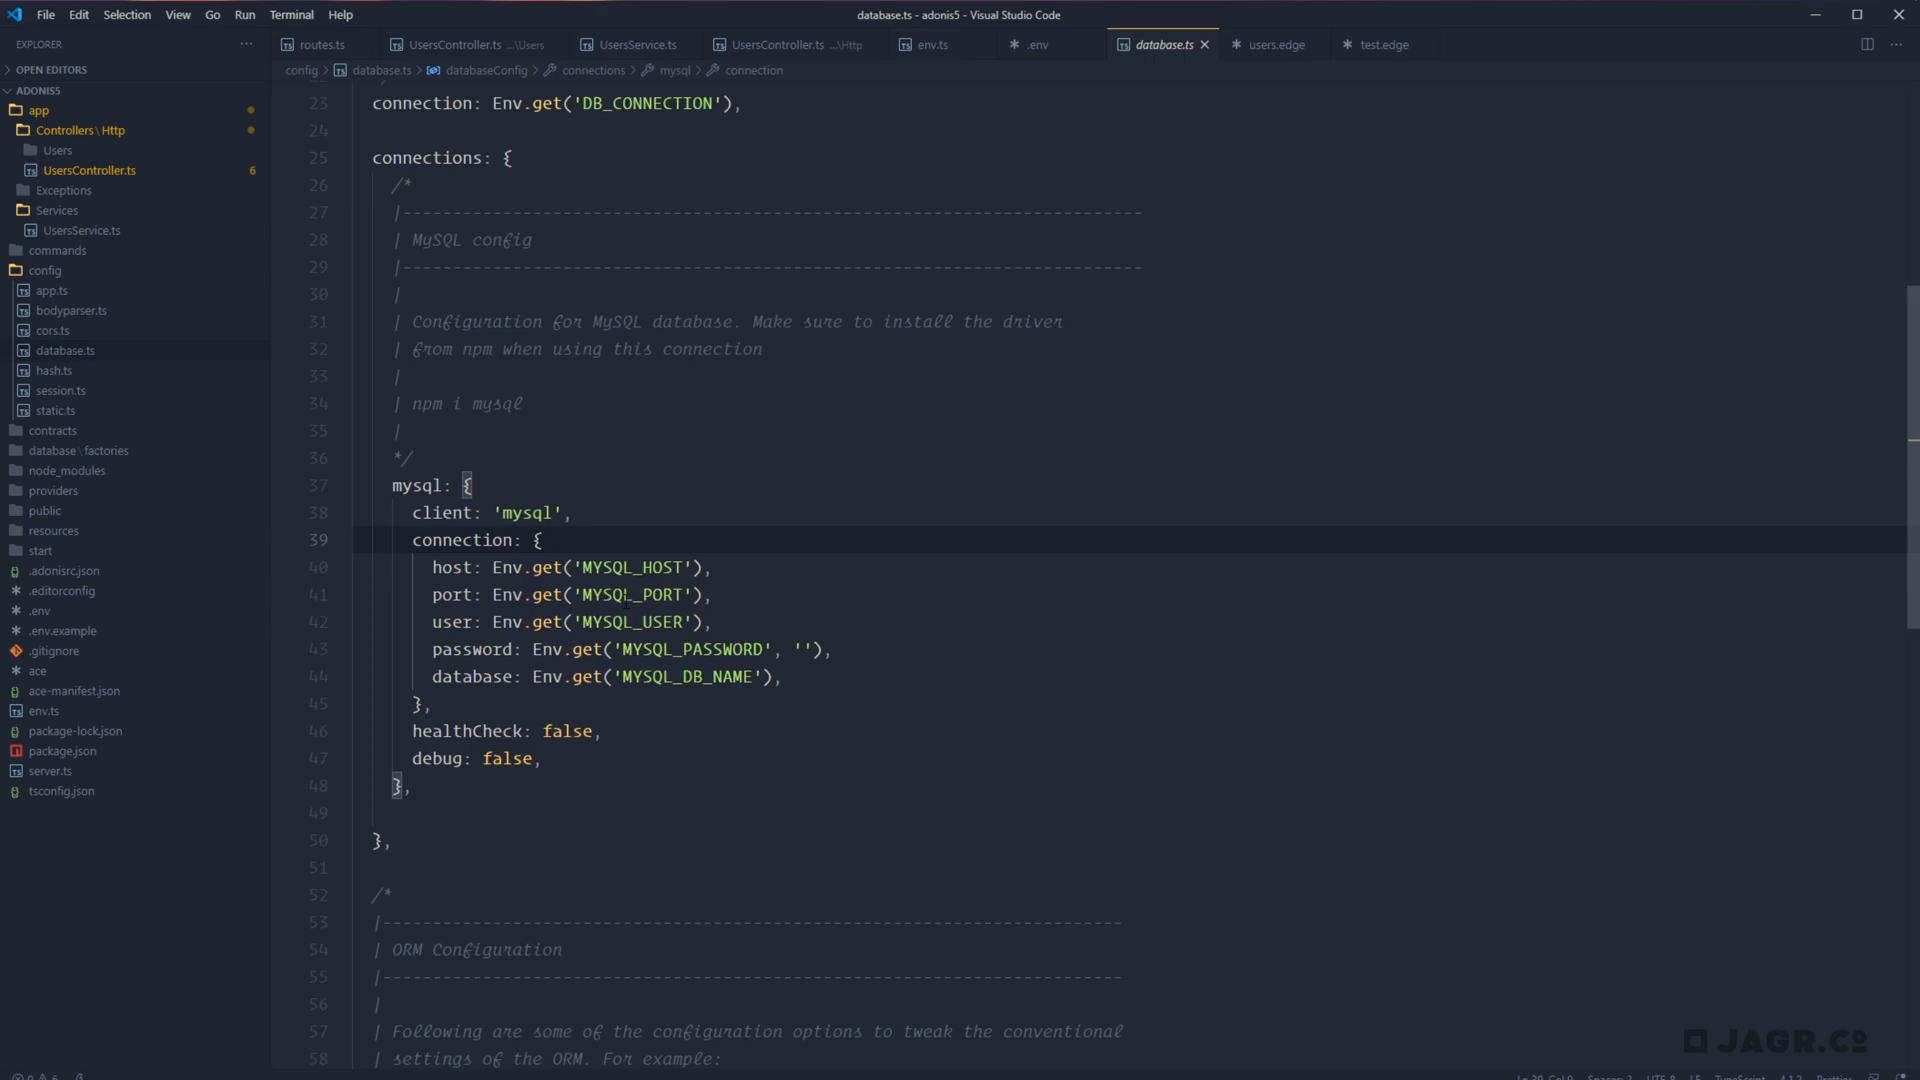 File Edit Selection View Go Run Terminal Help
database.ts - adonis5 - Visual Studio Code
EXPLORER
routes.ts UsersController.ts ...\Users UsersService.ts UsersController.ts ...\Http env.ts .env database.ts users.edge test.edge
OPEN EDITORS
config > database.ts > databaseConfig > connections > mysql > connection
ADONIS5
app
Controllers\Http
Users
UsersController.ts 6
Exceptions
Services
UsersService.ts
commands
config
app.ts
bodyparser.ts
cors.ts
database.ts
hash.ts
session.ts
static.ts
contracts
database\factories
node_modules
providers
public
resources
start
.adonisrc.json
.editorconfig
.env
.env.example
.gitignore
ace
ace-manifest.json
env.ts
package-lock.json
package.json
server.ts
tsconfig.json
23 connection: Env.get('DB_CONNECTION'),
24
25 connections: {
26 /*
27 |--------------------------------------------------------------------------
28 | MySQL config
29 |--------------------------------------------------------------------------
30 |
31 | Configuration for MySQL database. Make sure to install the driver
32 | from npm when using this connection
33 |
34 | npm i mysql
35 |
36 */
37 mysql: {
38 client: 'mysql',
39 connection: {
40 host: Env.get('MYSQL_HOST'),
41 port: Env.get('MYSQL_PORT'),
42 user: Env.get('MYSQL_USER'),
43 password: Env.get('MYSQL_PASSWORD', ''),
44 database: Env.get('MYSQL_DB_NAME'),
45 },
46 healthCheck: false,
47 debug: false,
48 },
49
50 },
51
52 /*
53 |--------------------------------------------------------------------------
54 | ORM Configuration
55 |--------------------------------------------------------------------------
56 |
57 | Following are some of the configuration options to tweak the conventional
58 | settings of the ORM. For example:
JAGR.Co